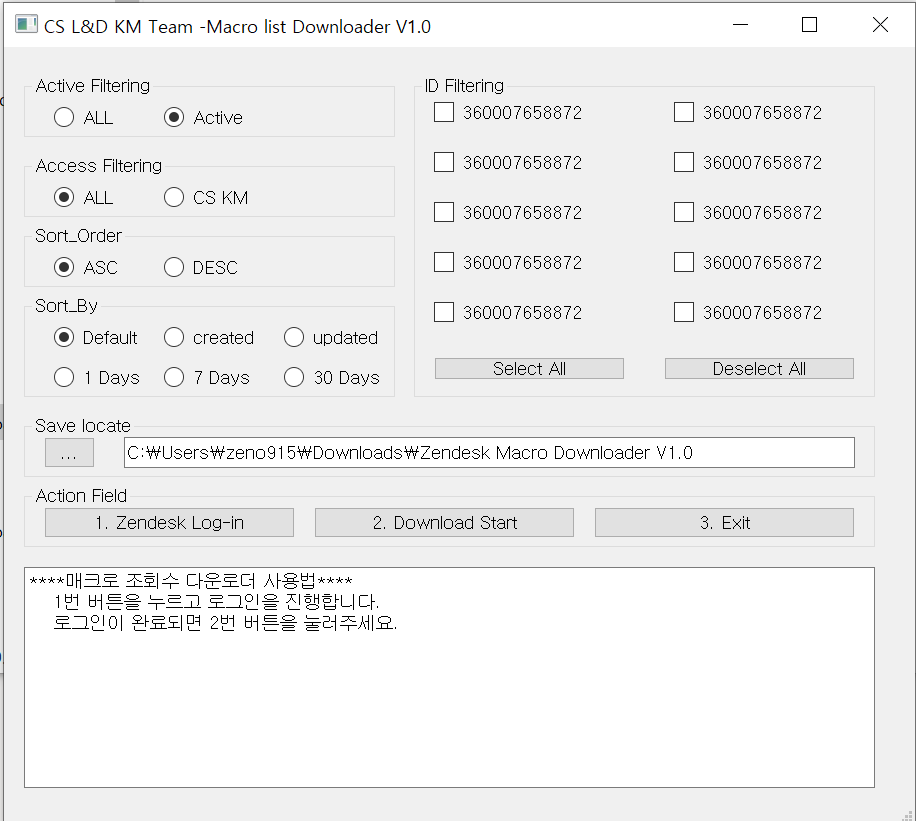 CS L&D KM Team -Macro list Downloader V1.0
Active Filtering
ALL
Active
Access Filtering
ALL
CS KM
Sort_Order
ASC
DESC
Sort_By
Default
created
updated
1 Days
7 Days
30 Days
ID Filtering
360007658872
360007658872
360007658872
360007658872
360007658872
360007658872
360007658872
360007658872
360007658872
360007658872
Select All
Deselect All
Save locate
...
C:₩Users₩zeno915₩Downloads₩Zendesk Macro Downloader V1.0
Action Field
1. Zendesk Log-in
2. Download Start
3. Exit
****매크로 조회수 다운로더 사용법****
1번 버튼을 누르고 로그인을 진행합니다.
로그인이 완료되면 2번 버튼을 눌러주세요.